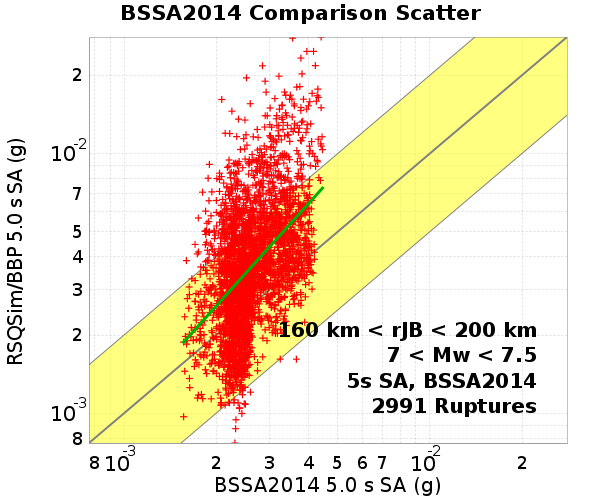 BSSA2014 Comparison Scatter
RSQSim/BBP 5.0 s SA (g)
2
10-2
7
5
4
3
2
10-3
8
160 km < rJB < 200 km
7 < Mw < 7.5
5s SA, BSSA2014
2991 Ruptures
8 10-3 2 3 4 5 6 7 10-2 2
BSSA2014 5.0 s SA (g)